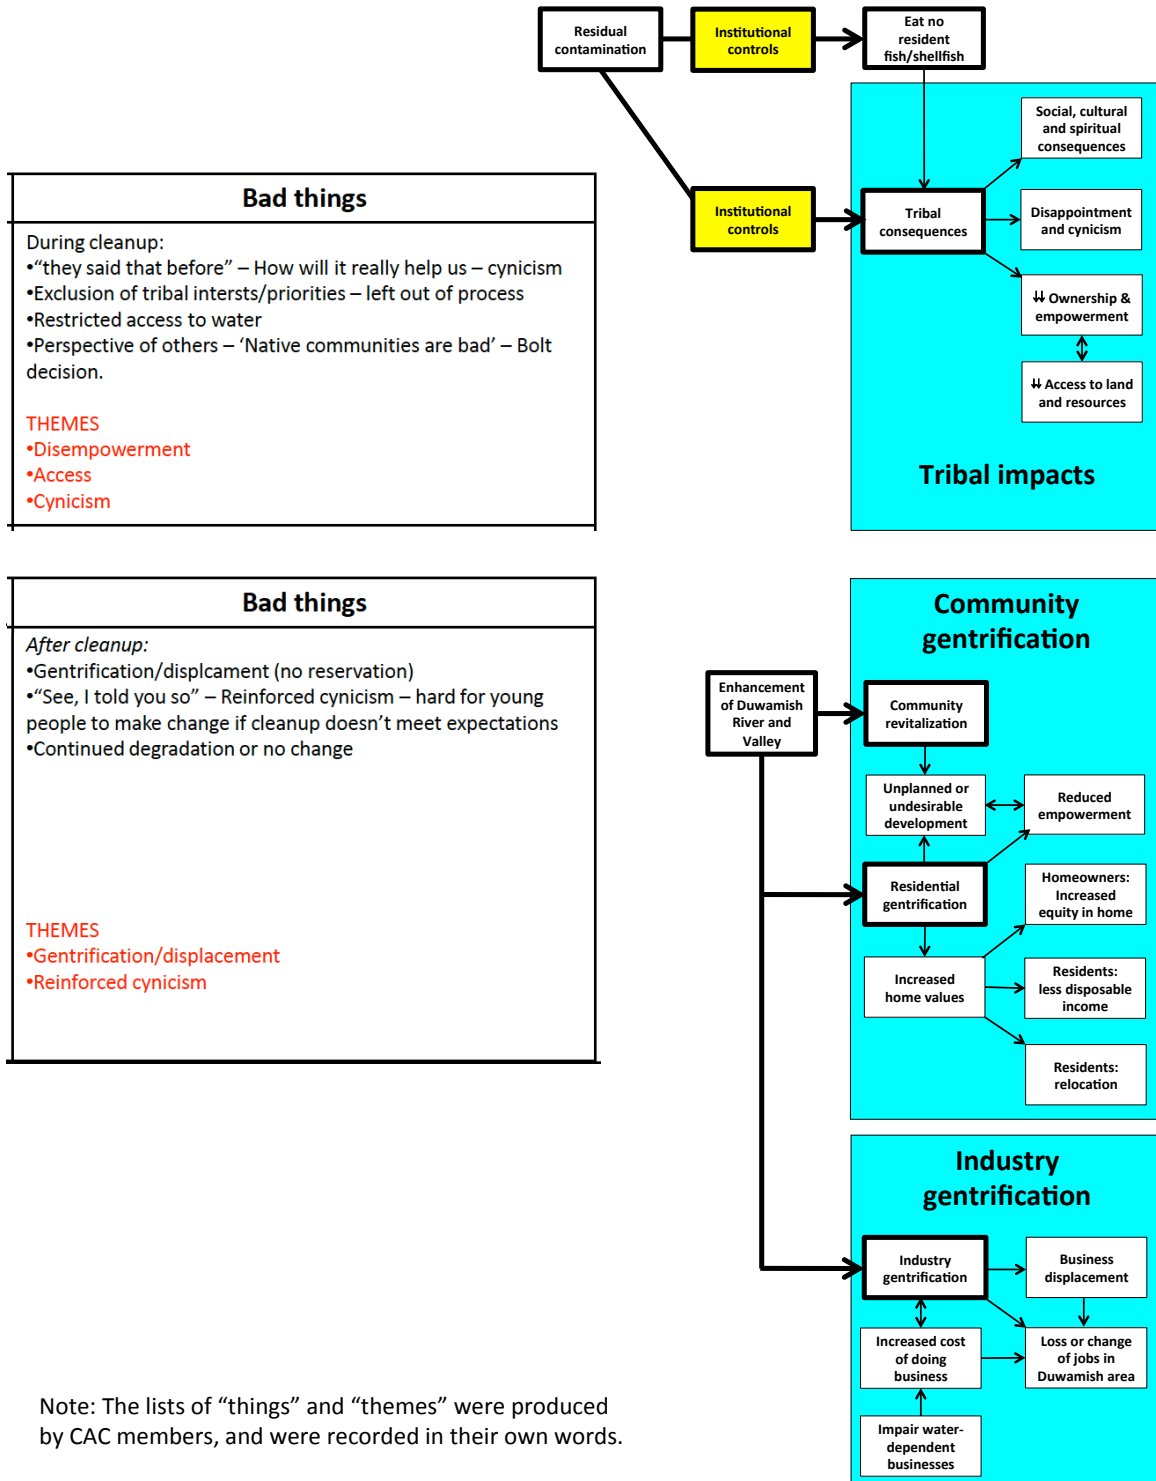 Residual
contamination
Institutional
controls
Eat no
resident
fish/shellfish
Social, cultural
and spiritual
consequences
Institutional
controls
Tribal
consequences
Disappointment
and cynicism
⇊ Ownership &
empowerment
⇊ Access to land
and resources
Tribal impacts
Bad things
During cleanup:
•“they said that before” – How will it really help us – cynicism
•Exclusion of tribal intersts/priorities – left out of process
•Restricted access to water
•Perspective of others – ‘Native communities are bad’ – Bolt
decision.
THEMES
•Disempowerment
•Access
•Cynicism
Bad things
After cleanup:
•Gentrification/displcament (no reservation)
•“See, I told you so” – Reinforced cynicism – hard for young
people to make change if cleanup doesn’t meet expectations
•Continued degradation or no change
THEMES
•Gentrification/displacement
•Reinforced cynicism
Community
gentrification
Enhancement
of Duwamish
River and
Valley
Community
revitalization
Unplanned or
undesirable
development
Reduced
empowerment
Residential
gentrification
Homeowners:
Increased
equity in home
Increased
home values
Residents:
less disposable
income
Residents:
relocation
Industry
gentrification
Industry
gentrification
Business
displacement
Increased cost
of doing
business
Loss or change
of jobs in
Duwamish area
Impair water-
dependent
businesses
Note: The lists of “things” and “themes” were produced
by CAC members, and were recorded in their own words.